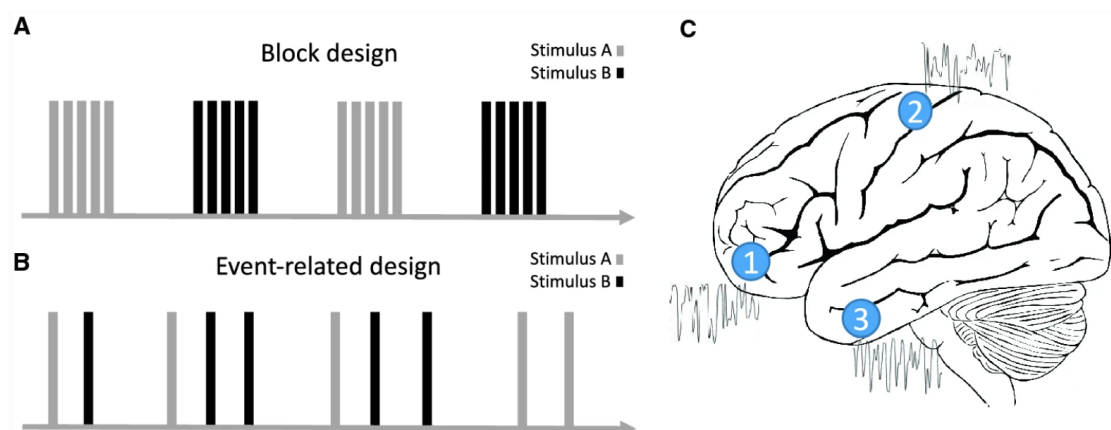 A
Block design
Stimulus A
Stimulus B
B
Event-related design
Stimulus A
Stimulus B
C
2
1
3